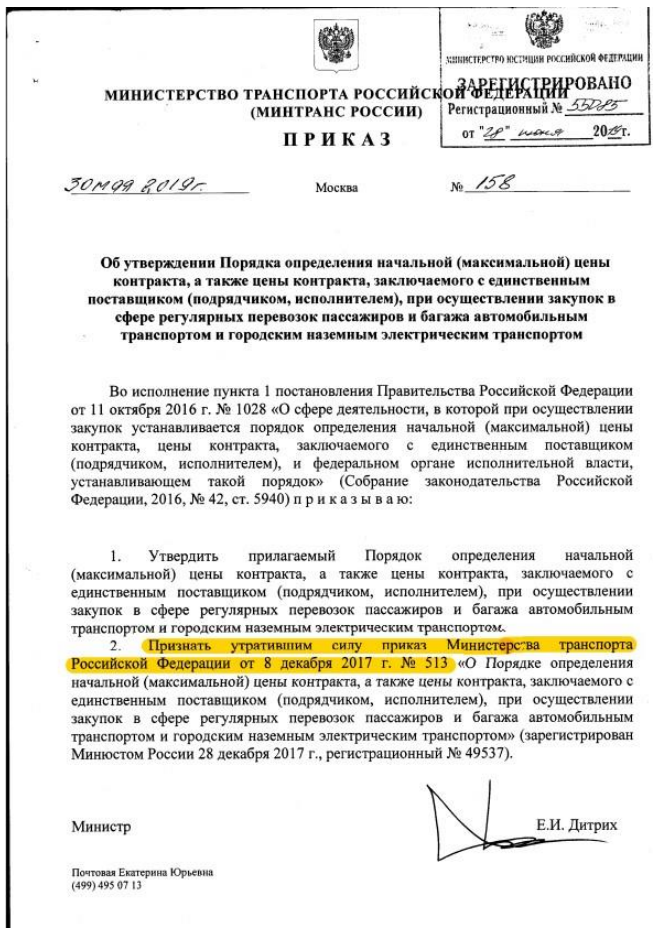 МИНИСТЕРСТВО ЮСТИЦИИ РОССИЙСКОЙ ФЕДЕРАЦИИ
ЗАРЕГИСТРИРОВАНО
Регистрационный № 55085
от "28" июня 2019г.
МИНИСТЕРСТВО ТРАНСПОРТА РОССИЙСКОЙ ФЕДЕРАЦИИ
(МИНТРАНС РОССИИ)
ПРИКАЗ
30 мая 2019г. Москва № 158
Об утверждении Порядка определения начальной (максимальной) цены
контракта, а также цены контракта, заключаемого с единственным
поставщиком (подрядчиком, исполнителем), при осуществлении закупок в
сфере регулярных перевозок пассажиров и багажа автомобильным
транспортом и городским наземным электрическим транспортом
Во исполнение пункта 1 постановления Правительства Российской Федерации
от 11 октября 2016 г. № 1028 «О сфере деятельности, в которой при осуществлении
закупок устанавливается порядок определения начальной (максимальной) цены
контракта, цены контракта, заключаемого с единственным поставщиком
(подрядчиком, исполнителем), и федеральном органе исполнительной власти,
устанавливающем такой порядок» (Собрание законодательства Российской
Федерации, 2016, № 42, ст. 5940) п р и к а з ы в а ю:
1. Утвердить прилагаемый Порядок определения начальной
(максимальной) цены контракта, а также цены контракта, заключаемого с
единственным поставщиком (подрядчиком, исполнителем), при осуществлении
закупок в сфере регулярных перевозок пассажиров и багажа автомобильным
транспортом и городским наземным электрическим транспортом.
2. Признать утратившим силу приказ Министерства транспорта
Российской Федерации от 8 декабря 2017 г. № 513 «О Порядке определения
начальной (максимальной) цены контракта, а также цены контракта, заключаемого с
единственным поставщиком (подрядчиком, исполнителем), при осуществлении
закупок в сфере регулярных перевозок пассажиров и багажа автомобильным
транспортом и городским наземным электрическим транспортом» (зарегистрирован
Минюстом России 28 декабря 2017 г., регистрационный № 49537).
Министр Е.И. Дитрих
Почтовая Екатерина Юрьевна
(499) 495 07 13